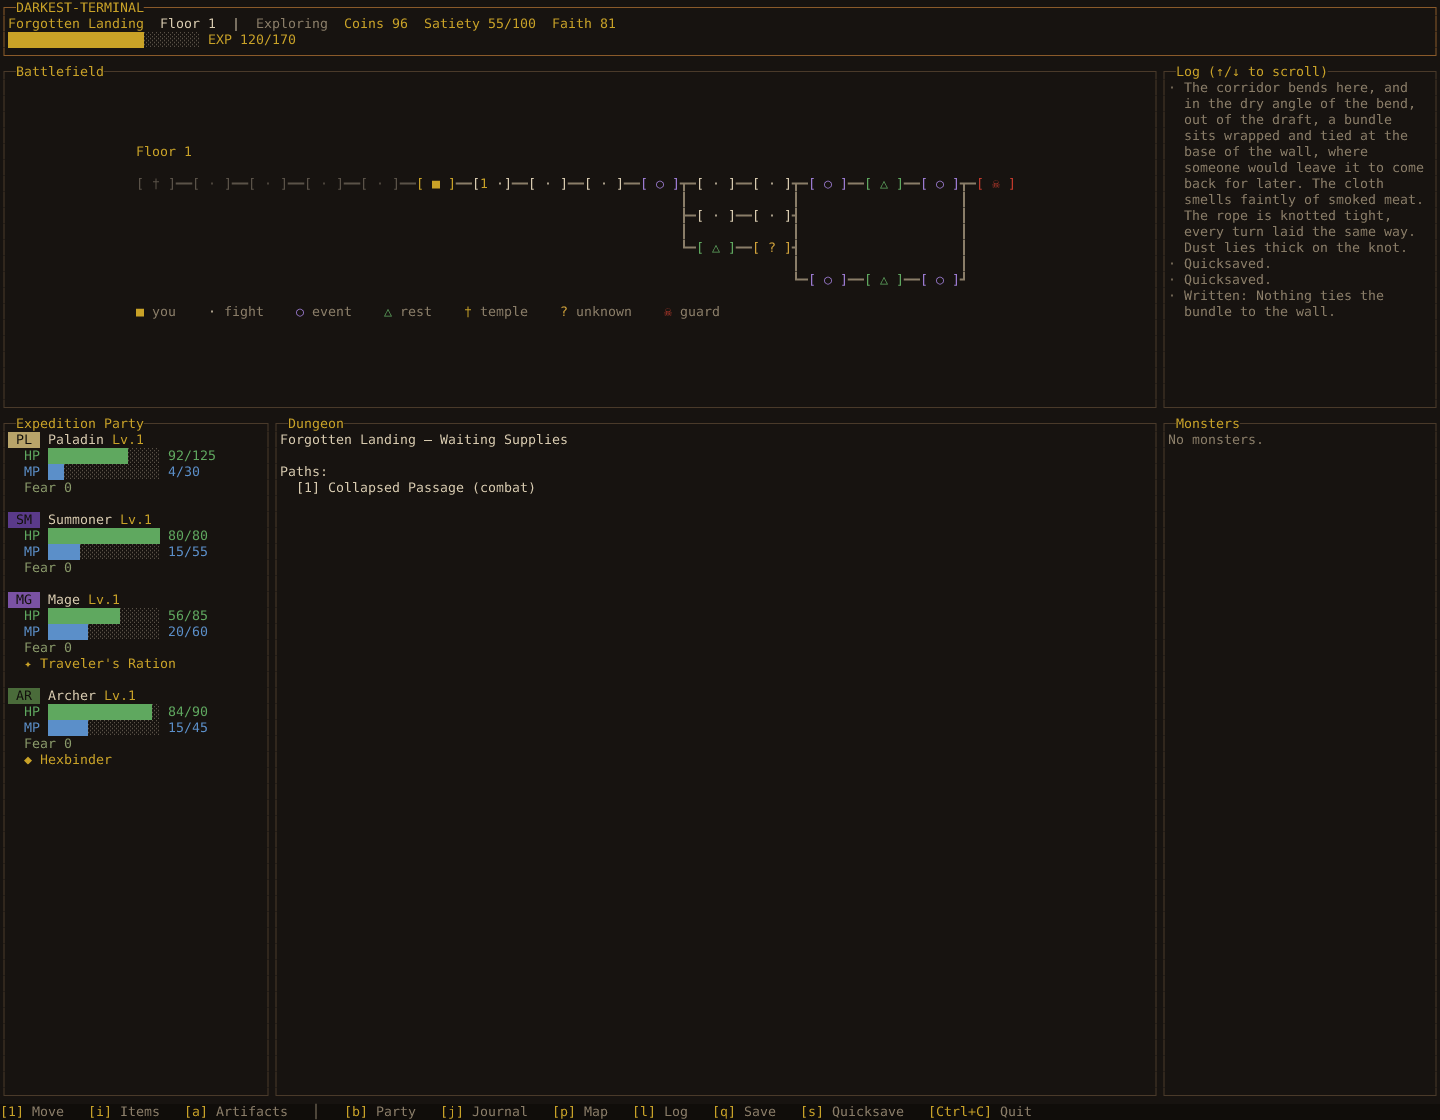 DARKEST-TERMINAL
Forgotten Landing  Floor 1  |  Exploring  Coins 96  Satiety 55/100  Faith 81
EXP 120/170
Battlefield
Floor 1
[ † ]──[ · ]──[ · ]──[ · ]──[ · ]──[ ■ ]──[1 ·]──[ · ]──[ · ]──[ ○ ]┬─[ · ]──[ · ]┬─[ ○ ]──[ △ ]──[ ○ ]┬─[ ☠ ]
├─[ · ]──[ · ]┤
└─[ △ ]──[ ? ]┤
└─[ ○ ]──[ △ ]──[ ○ ]┘
■ you    · fight    ○ event    △ rest    † temple    ? unknown    ☠ guard
Log (↑/↓ to scroll)
· The corridor bends here, and
in the dry angle of the bend,
out of the draft, a bundle
sits wrapped and tied at the
base of the wall, where
someone would leave it to come
back for later. The cloth
smells faintly of smoked meat.
The rope is knotted tight,
every turn laid the same way.
Dust lies thick on the knot.
· Quicksaved.
· Quicksaved.
· Written: Nothing ties the
bundle to the wall.
Expedition Party
PL Paladin Lv.1
HP 92/125
MP 4/30
Fear 0
SM Summoner Lv.1
HP 80/80
MP 15/55
Fear 0
MG Mage Lv.1
HP 56/85
MP 20/60
Fear 0
✦ Traveler's Ration
AR Archer Lv.1
HP 84/90
MP 15/45
Fear 0
◆ Hexbinder
Dungeon
Forgotten Landing — Waiting Supplies
Paths:
[1] Collapsed Passage (combat)
Monsters
No monsters.
[1] Move   [i] Items   [a] Artifacts   │   [b] Party   [j] Journal   [p] Map   [l] Log   [q] Save   [s] Quicksave   [Ctrl+C] Quit